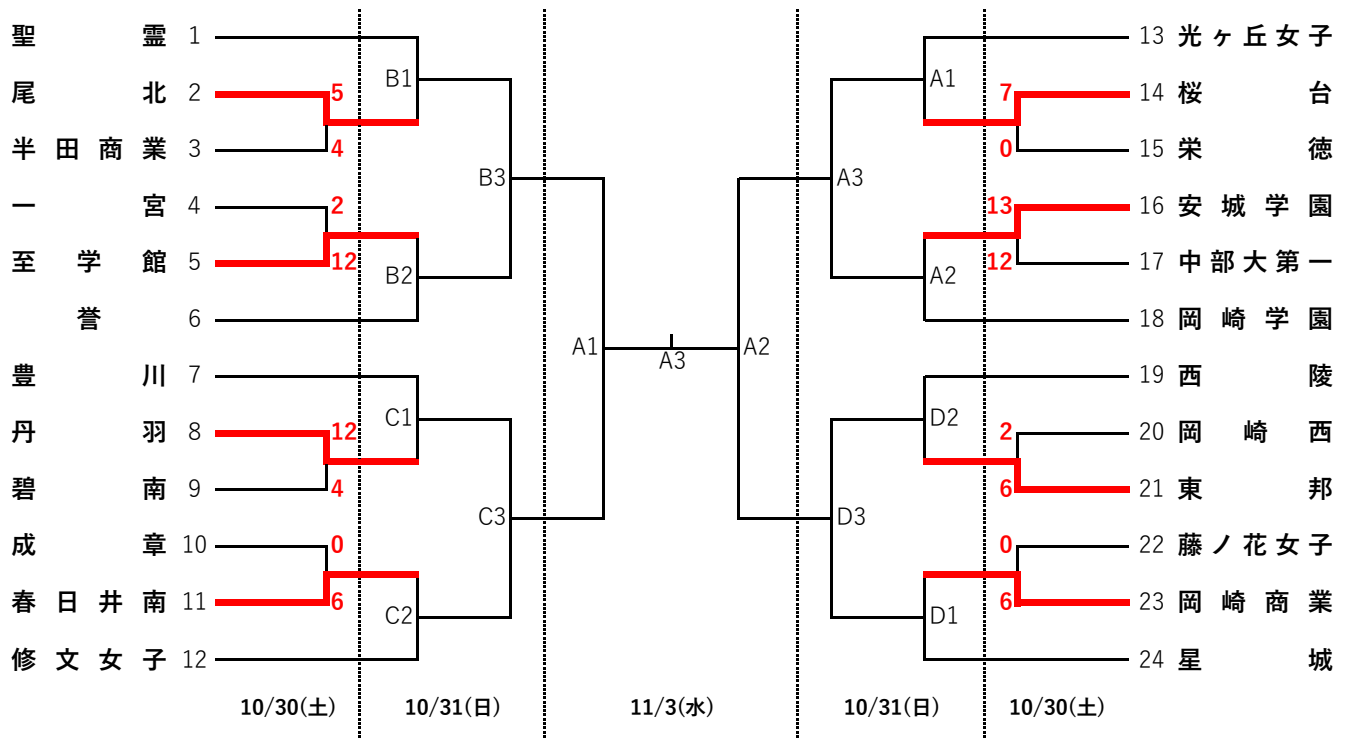 聖霊 1
B1
尾北 2 5
半田商業 3 4
B3
一宮 4 2
至学館 5 12
B2
誉 6
A1
豊川 7
C1
丹羽 8 12
碧南 9 4
C3
成章 10 0
春日井南 11 6
C2
修文女子 12
A3
13 光ヶ丘女子
A1
7 14 桜台
0 15 栄徳
A3
13 16 安城学園
12 17 中部大第一
A2
18 岡崎学園
A2
19 西陵
D2
2 20 岡崎西
6 21 東邦
D3
0 22 藤ノ花女子
6 23 岡崎商業
D1
24 星城
10/30(土) 10/31(日) 11/3(水) 10/31(日) 10/30(土)